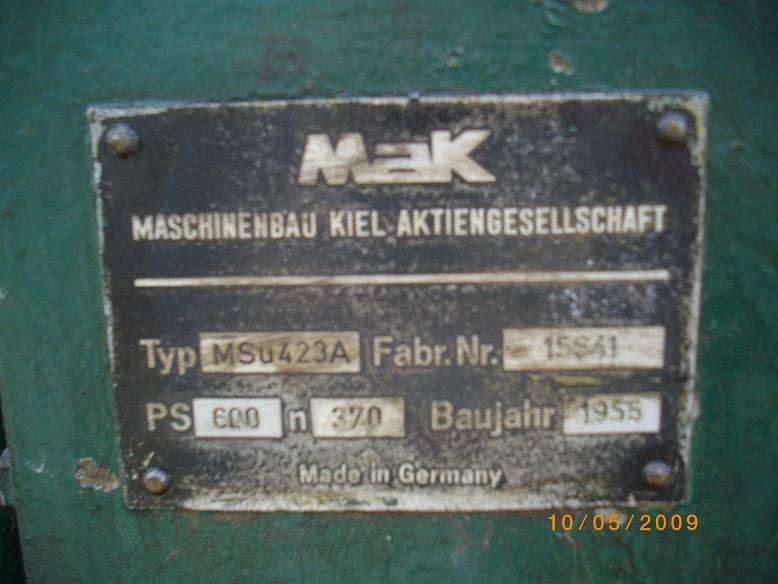 MaK
MASCHINENBAU KIEL AKTIENGESELLSCHAFT
Typ MSu423A Fabr.Nr. 15641
PS 600 n 370 Baujahr 1955
Made in Germany
10/05/2009